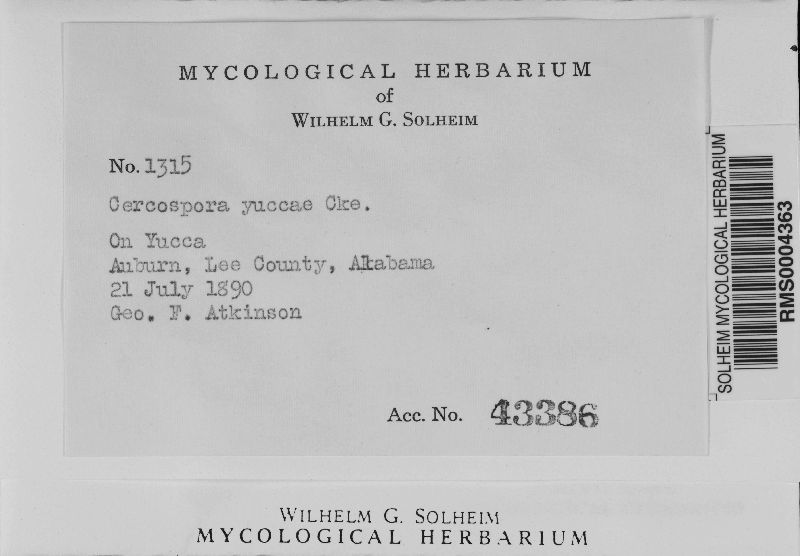 MYCOLOGICAL HERBARIUM
of
WILHELM G. SOLHEIM
No. 1315
Cercospora yuccae Cke.
On Yucca
Auburn, Lee County, Alabama
21 July 1890
Geo. F. Atkinson
Acc. No. 43386
SOLHEIM MYCOLOGICAL HERBARIUM
RMS0004363
WILHELM G. SOLHEIM
MYCOLOGICAL HERBARIUM